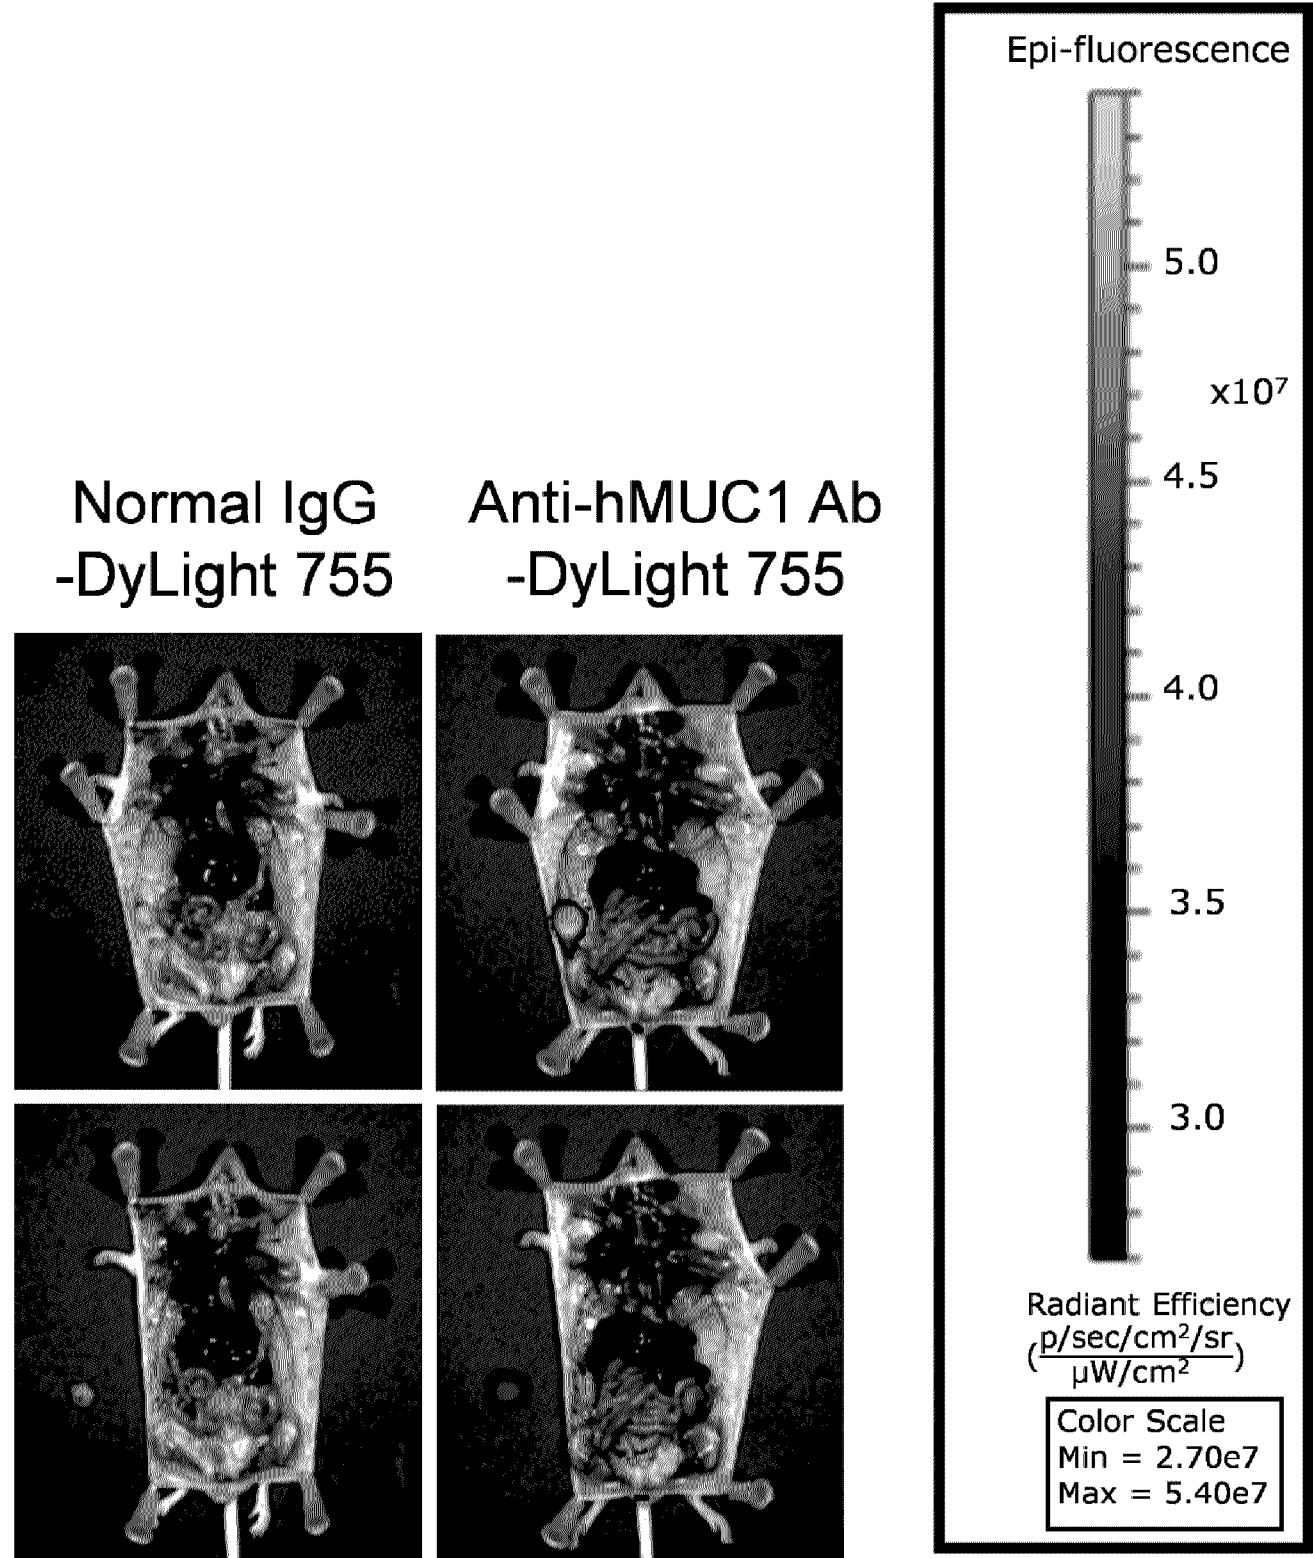 Normal IgG
-DyLight 755
Anti-hMUC1 Ab
-DyLight 755
Epi-fluorescence
5.0
x10⁷
4.5
4.0
3.5
3.0
Radiant Efficiency
(p/sec/cm²/sr
µW/cm²)
Color Scale
Min = 2.70e7
Max = 5.40e7